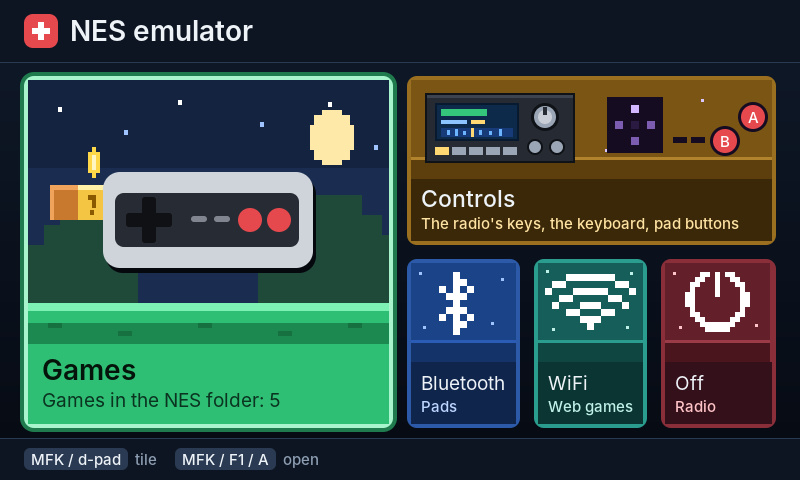 NES emulator
?
Games
Games in the NES folder: 5
A
B
Controls
The radio's keys, the keyboard, pad buttons
Bluetooth
Pads
WiFi
Web games
Off
Radio
MFK / d-pad tile MFK / F1 / A open